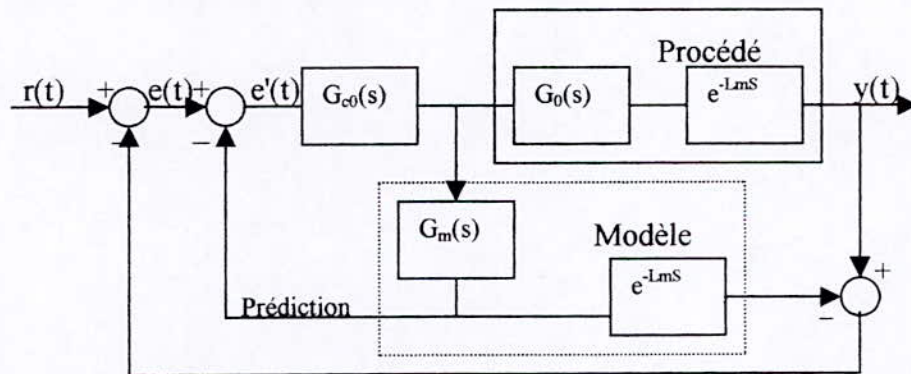 Procédé
r(t)
+
e(t)
+
e'(t)
G_c0(s)
G_0(s)
e^-LmS
y(t)
−
−
G_m(s)
Modèle
e^-LmS
+
−
Prédiction